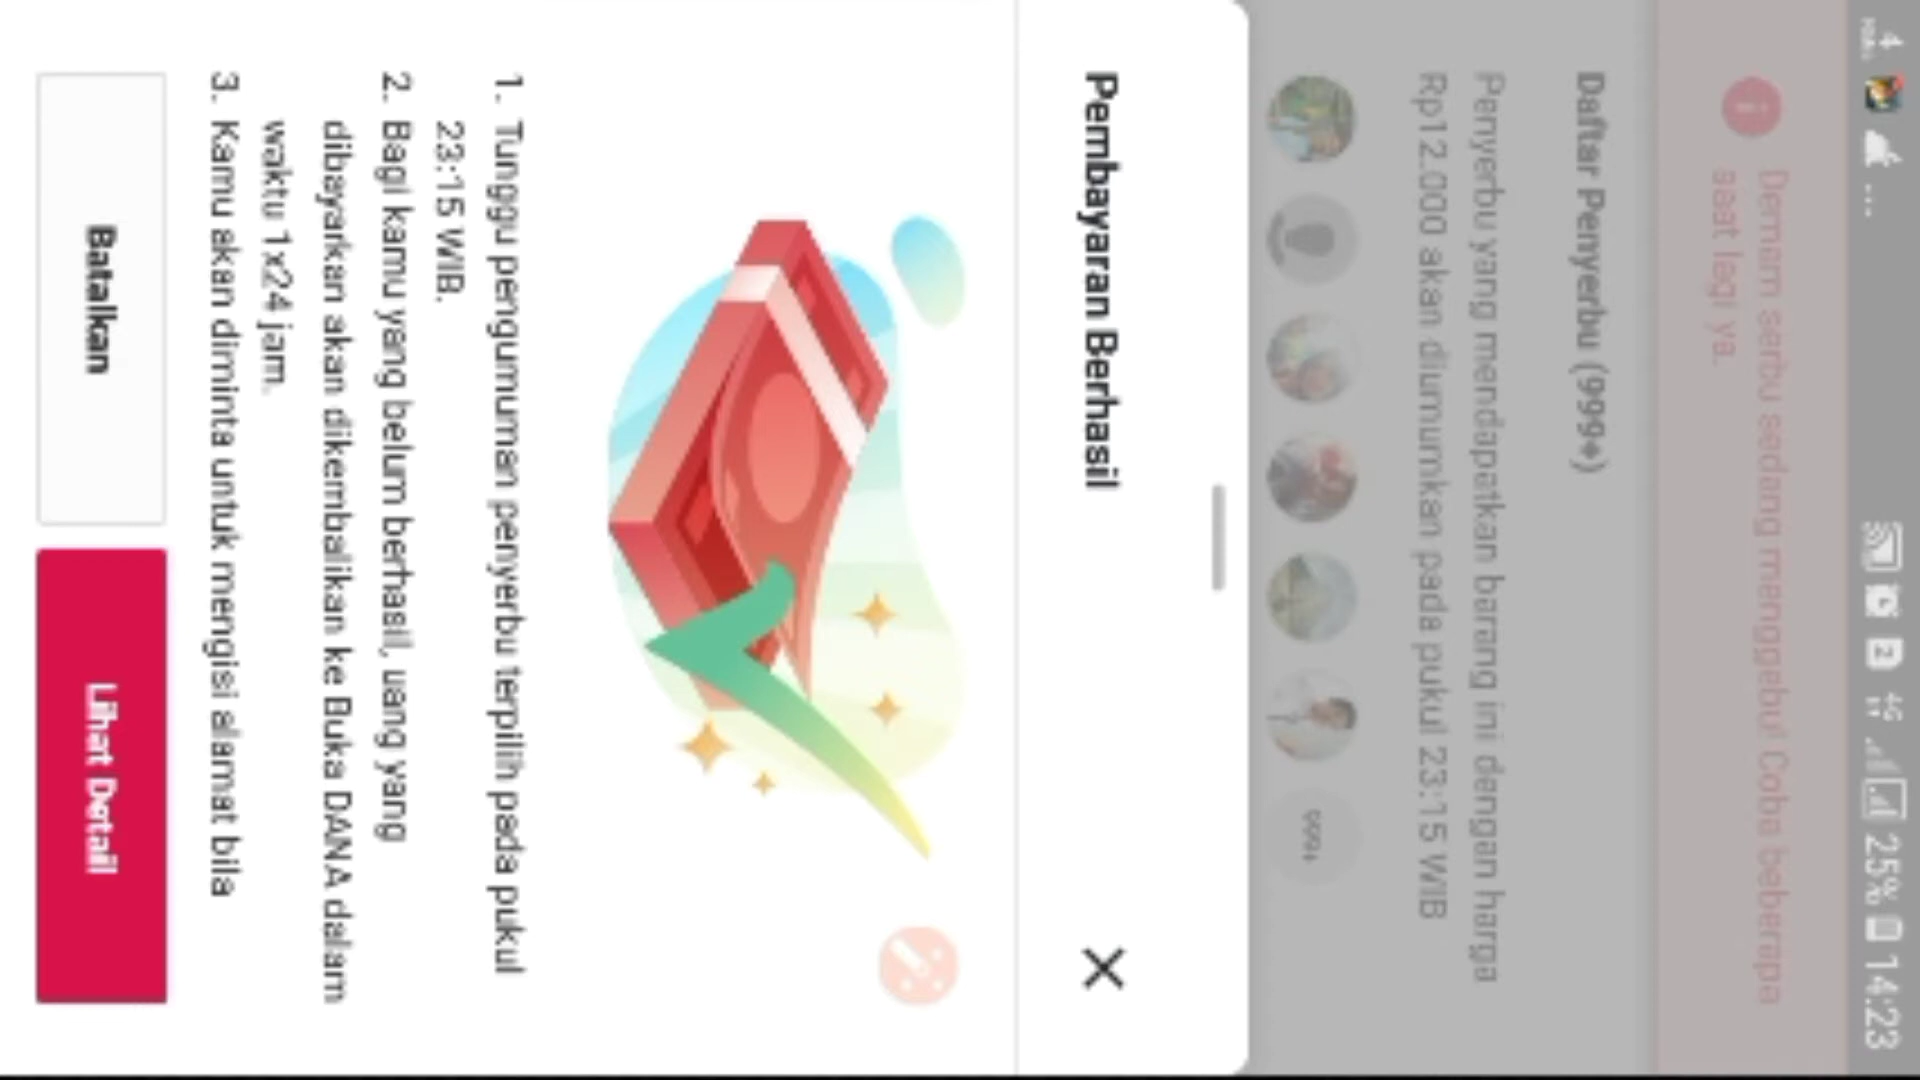 14:23
25%
4G
2
Demam serbu sedang menggebu! Coba beberapa
saat lagi ya.
Daftar Penyerbu (999+)
Penyerbu yang mendapatkan barang ini dengan harga
Rp12.000 akan diumumkan pada pukul 23:15 WIB
999+
Pembayaran Berhasil
1. Tunggu pengumuman penyerbu terpilih pada pukul
23:15 WIB.
2. Bagi kamu yang belum berhasil, uang yang
dibayarkan akan dikembalikan ke Buka DANA dalam
waktu 1x24 jam.
3. Kamu akan diminta untuk mengisi alamat bila
Batalkan
Lihat Detail